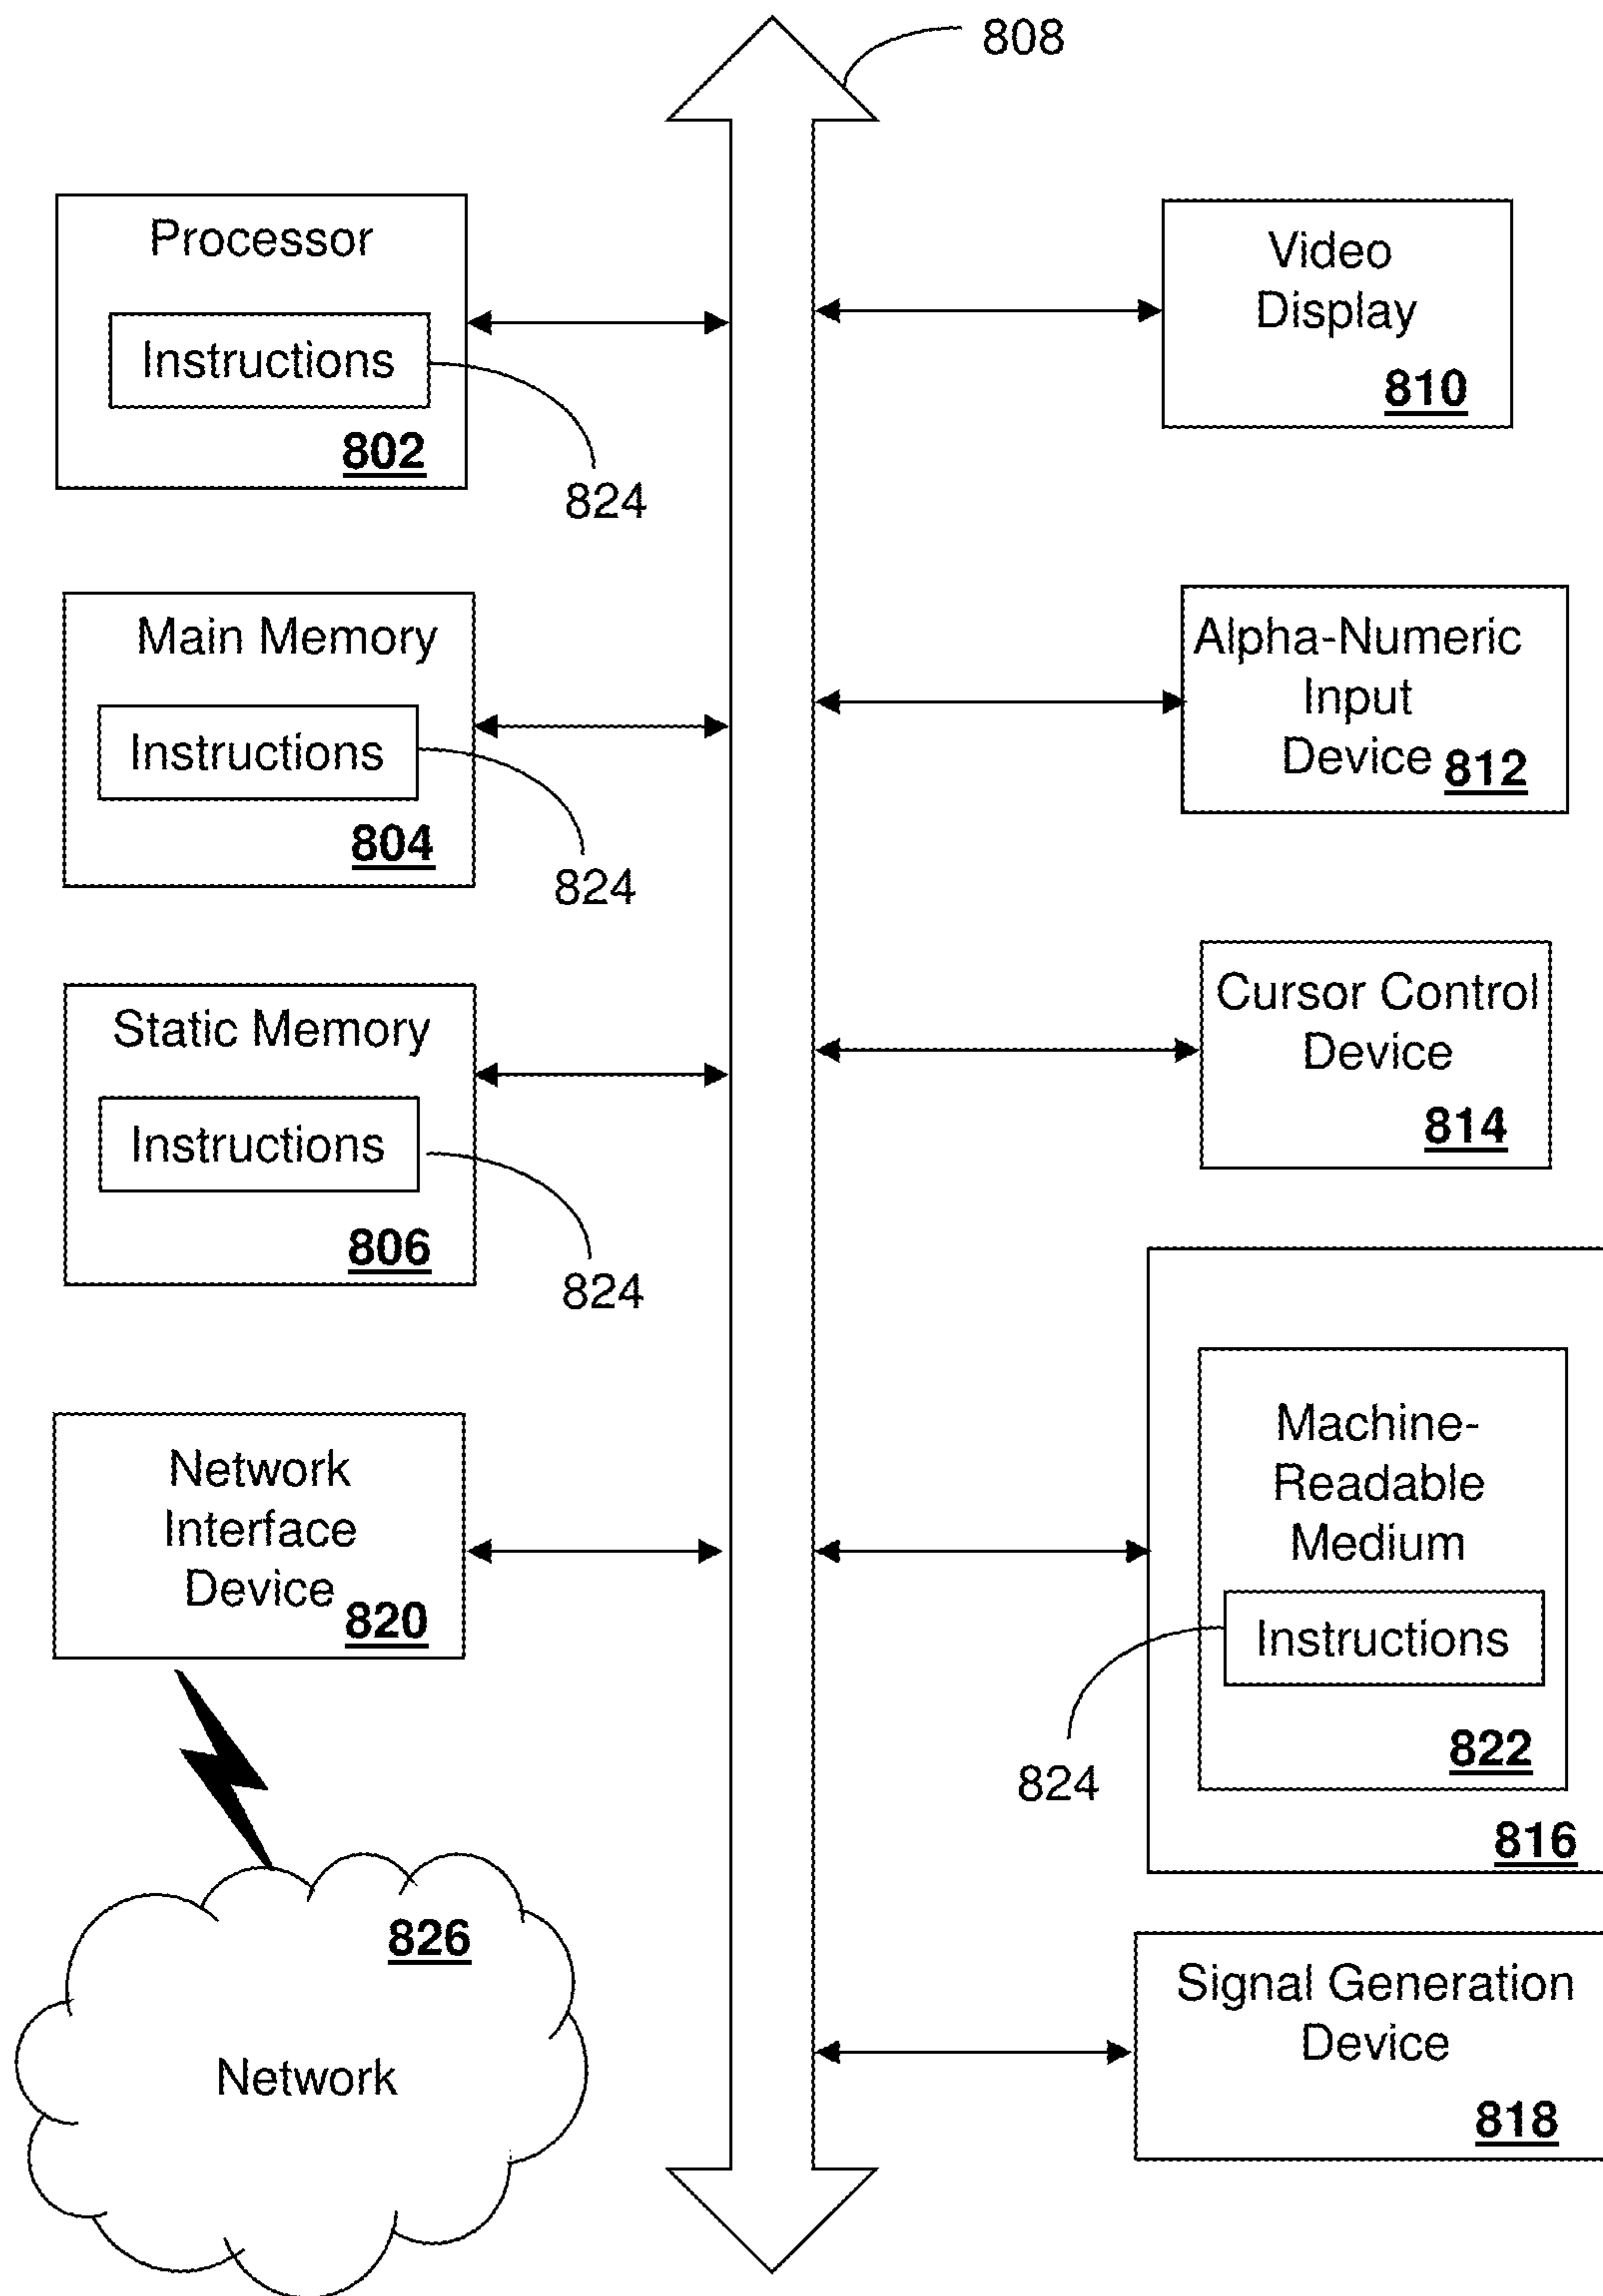 808
Processor
Instructions
802
824
Main Memory
Instructions
804
824
Static Memory
Instructions
806
824
Network
Interface
Device
820
826
Network
Video
Display
810
Alpha-Numeric
Input
Device
812
Cursor Control
Device
814
Machine-
Readable
Medium
Instructions
822
824
816
Signal Generation
Device
818